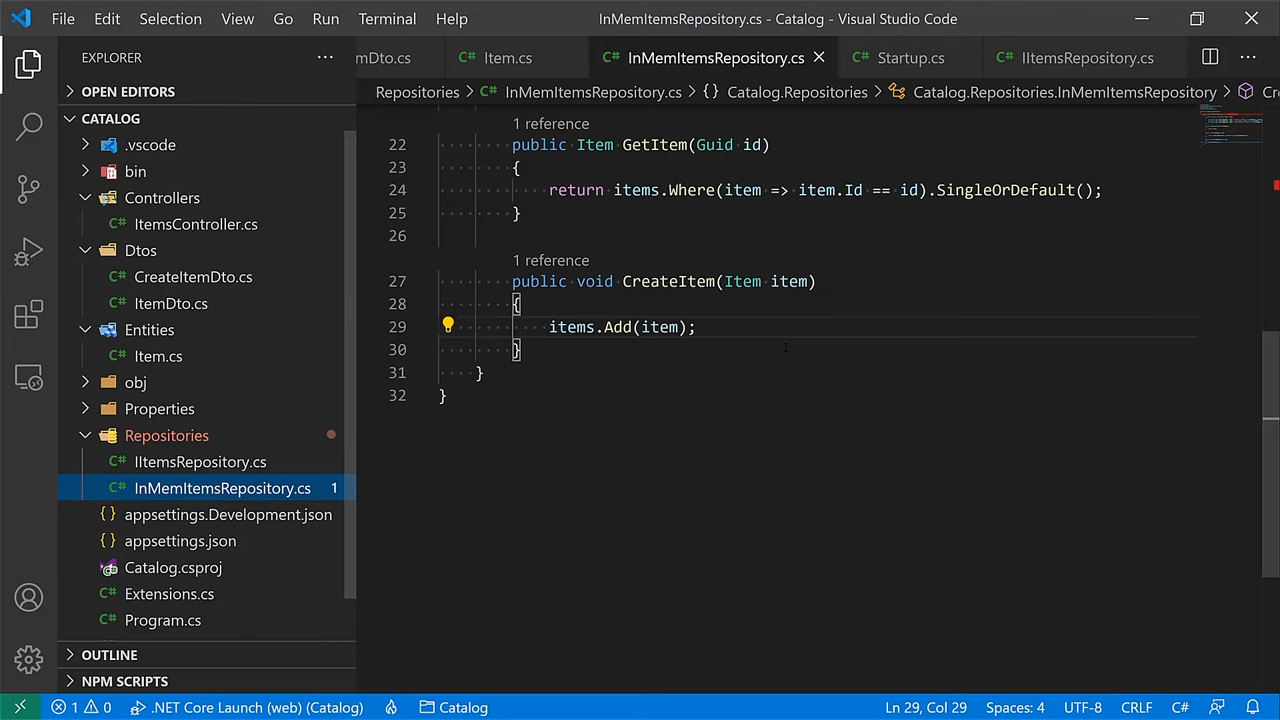 File Edit Selection View Go Run Terminal Help
InMemItemsRepository.cs - Catalog - Visual Studio Code
EXPLORER
OPEN EDITORS
CATALOG
.vscode
bin
Controllers
C# ItemsController.cs
Dtos
C# CreateItemDto.cs
C# ItemDto.cs
Entities
C# Item.cs
obj
Properties
Repositories
C# IItemsRepository.cs
C# InMemItemsRepository.cs 1
{} appsettings.Development.json
{} appsettings.json
Catalog.csproj
C# Extensions.cs
C# Program.cs
OUTLINE
NPM SCRIPTS
mDto.cs C# Item.cs C# InMemItemsRepository.cs C# Startup.cs C# IItemsRepository.cs
Repositories > C# InMemItemsRepository.cs > {} Catalog.Repositories > Catalog.Repositories.InMemItemsRepository > Cr
1 reference
22 public Item GetItem(Guid id)
23 {
24 return items.Where(item => item.Id == id).SingleOrDefault();
25 }
26
1 reference
27 public void CreateItem(Item item)
28 {
29 items.Add(item);
30 }
31 }
32 }
1 0 .NET Core Launch (web) (Catalog) Catalog Ln 29, Col 29 Spaces: 4 UTF-8 CRLF C#